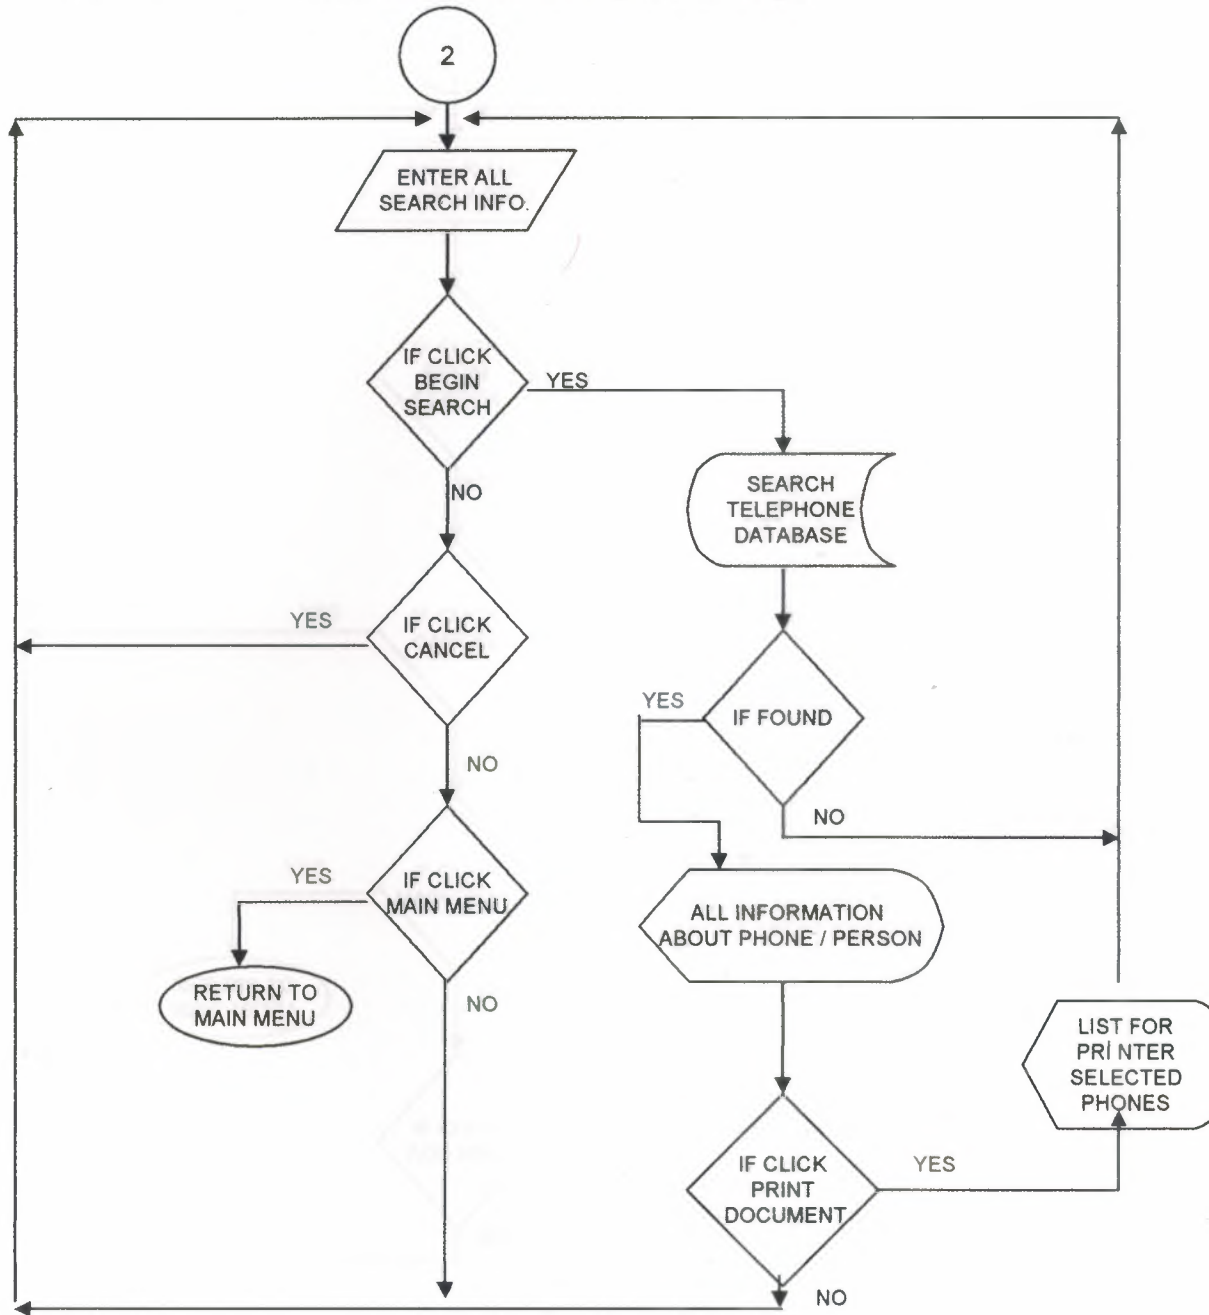 2
ENTER ALL
SEARCH INFO.
IF CLICK
BEGIN
SEARCH
YES
NO
SEARCH
TELEPHONE
DATABASE
YES
IF CLICK
CANCEL
YES
IF FOUND
NO
NO
YES
IF CLICK
MAIN MENU
ALL INFORMATION
ABOUT PHONE / PERSON
RETURN TO
MAIN MENU
NO
LIST FOR
PRİNTER
SELECTED
PHONES
IF CLICK
PRINT
DOCUMENT
YES
NO